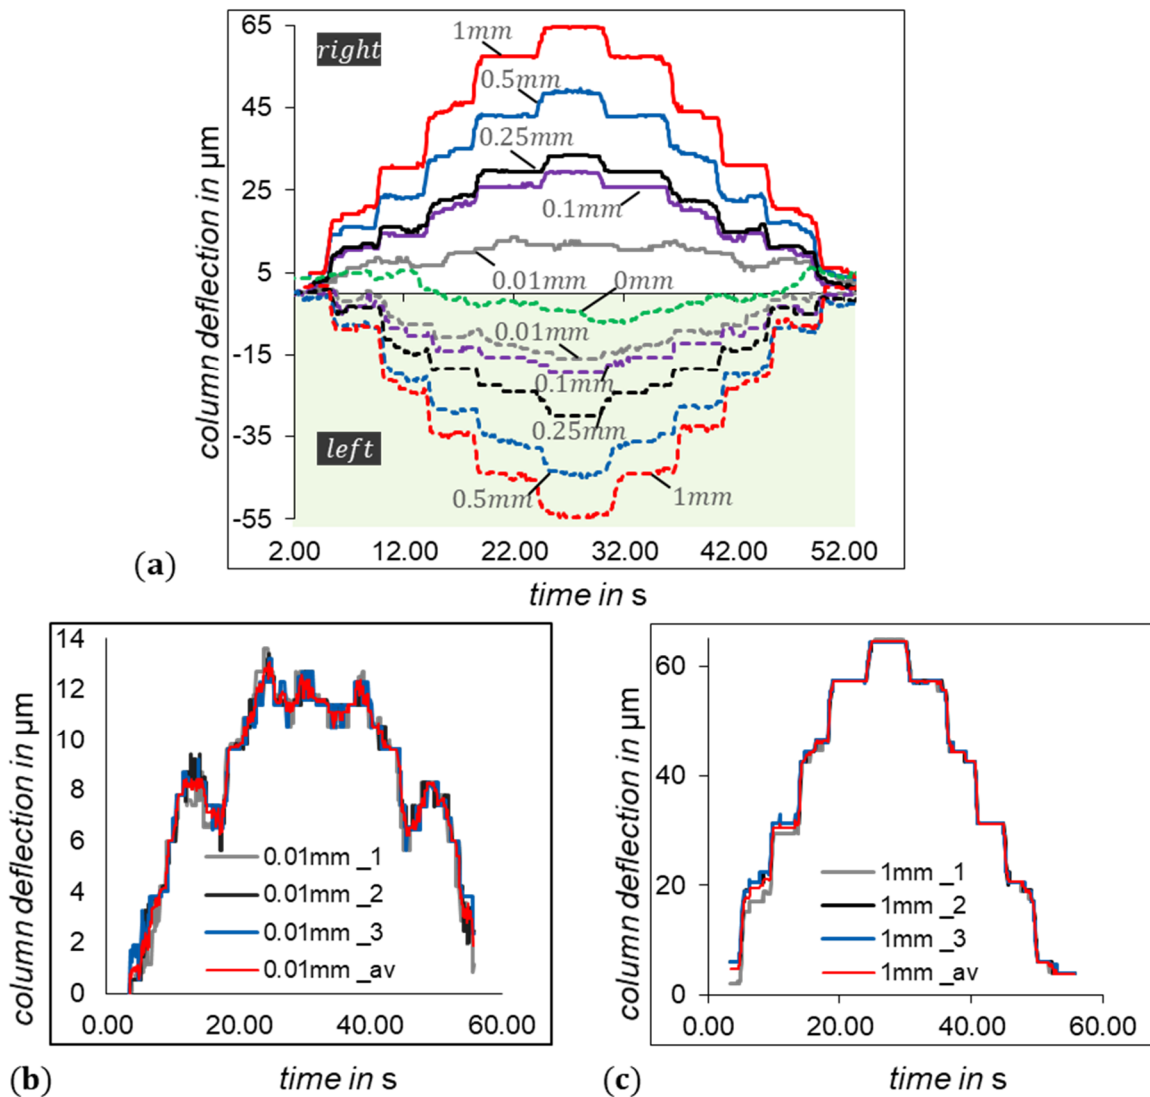 65
45
25
5
-15
-35
-55
column deflection in µm
right
1mm
0.5mm
0.25mm
0.1mm
0.01mm
0mm
0.01mm
0.1mm
0.25mm
left
0.5mm
1mm
2.00 12.00 22.00 32.00 42.00 52.00
(a)
time in s
14
12
10
8
6
4
2
0
column deflection in µm
0.01mm _1
0.01mm _2
0.01mm _3
0.01mm _av
0.00 20.00 40.00 60.00
(b)
time in s
60
40
20
0
column deflection in µm
1mm _1
1mm _2
1mm _3
1mm _av
0.00 20.00 40.00 60.00
(c)
time in s